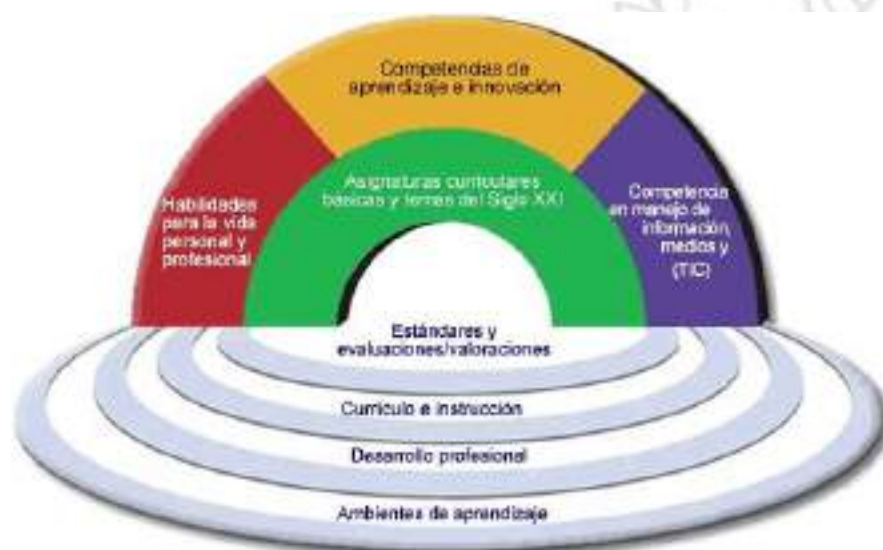 Competencias de
aprendizaje e innovación
Asignaturas curriculares
básicas y temas del Siglo XXI
Habilidades
para la vida
personal y
profesional
Competencia
en manejo de
información,
medios y
(TIC)
Estándares y
evaluaciones/valoraciones
Currículo e instrucción
Desarrollo profesional
Ambientes de aprendizaje